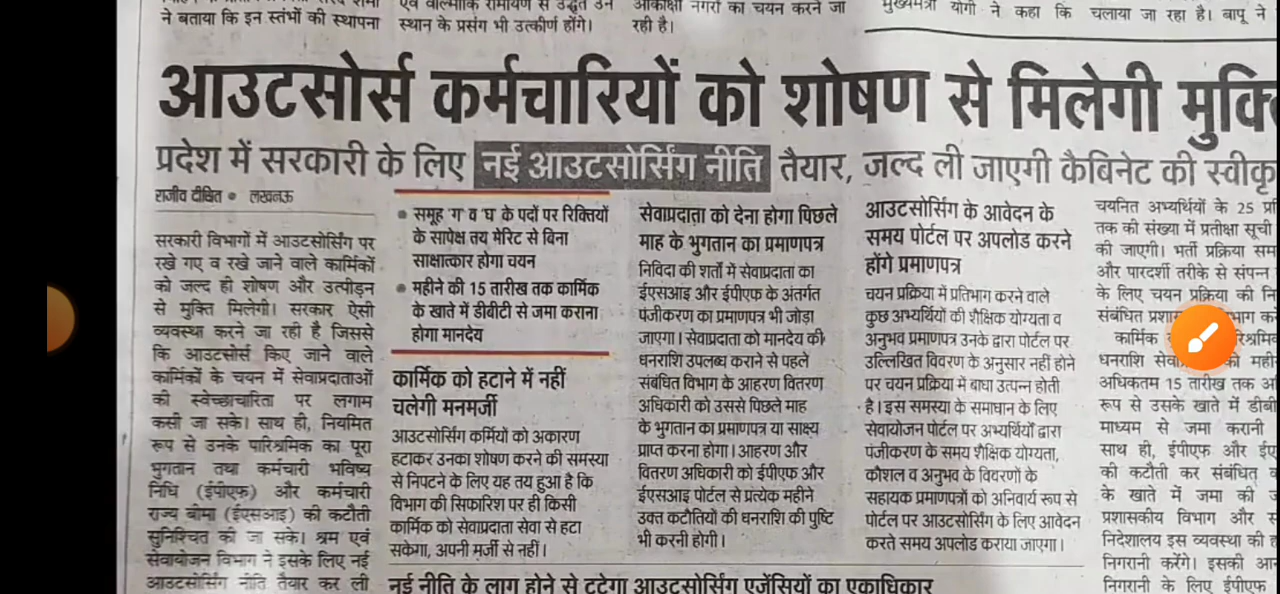 ने बताया कि इन स्तंभों की स्थापना
एवं वाल्मीकि रामायण से उद्धृत उन
स्थान के प्रसंग भी उत्कीर्ण होंगे।
आकांक्षी नगरों का चयन करने जा
रही है।
मुख्यमंत्री योगी ने कहा कि
चलाया जा रहा है। बापू ने
आउटसोर्स कर्मचारियों को शोषण से मिलेगी
प्रदेश में सरकारी के लिए नई आउटसोर्सिंग नीति तैयार, जल्द ली जाएगी कैबिनेट की
राजीव दीक्षित • लखनऊ
सरकारी विभागों में आउटसोर्सिंग पर
रखे गए व रखे जाने वाले कार्मिकों
को जल्द ही शोषण और उत्पीड़न
से मुक्ति मिलेगी। सरकार ऐसी
व्यवस्था करने जा रही है जिससे
कि आउटसोर्स किए जाने वाले
कार्मिकों के चयन में सेवाप्रदाताओं
की स्वेच्छाचारिता पर लगाम
कसी जा सके। साथ ही, नियमित
रूप से उनके पारिश्रमिक का पूरा
भुगतान तथा कर्मचारी भविष्य
निधि (ईपीएफ) और कर्मचारी
राज्य बीमा (ईएसआइ) की कटौती
सुनिश्चित की जा सके। श्रम एवं
सेवायोजन विभाग ने इसके लिए नई
आउटसोर्सिंग नीति तैयार कर ली
• समूह 'ग' व 'घ' के पदों पर रिक्तियों
के सापेक्ष तय मेरिट से बिना
साक्षात्कार होगा चयन
• महीने की 15 तारीख तक कार्मिक
के खाते में डीबीटी से जमा कराना
होगा मानदेय
कार्मिक को हटाने में नहीं
चलेगी मनमर्जी
आउटसोर्सिंग कर्मियों को अकारण
हटाकर उनका शोषण करने की समस्या
से निपटने के लिए यह तय हुआ है कि
विभाग की सिफारिश पर ही किसी
कार्मिक को सेवाप्रदाता सेवा से हटा
सकेगा, अपनी मर्जी से नहीं।
सेवाप्रदाता को देना होगा पिछले
माह के भुगतान का प्रमाणपत्र
निविदा की शर्तों में सेवाप्रदाता का
ईएसआइ और ईपीएफ के अंतर्गत
पंजीकरण का प्रमाणपत्र भी जोड़ा
जाएगा। सेवाप्रदाता को मानदेय की
धनराशि उपलब्ध कराने से पहले
संबंधित विभाग के आहरण वितरण
अधिकारी को उससे पिछले माह
के भुगतान का प्रमाणपत्र या साक्ष्य
प्राप्त करना होगा। आहरण और
वितरण अधिकारी को ईपीएफ और
ईएसआइ पोर्टल से प्रत्येक महीने
उक्त कटौतियों की धनराशि की पुष्टि
भी करनी होगी।
आउटसोर्सिंग के आवेदन के
समय पोर्टल पर अपलोड करने
होंगे प्रमाणपत्र
चयन प्रक्रिया में प्रतिभाग करने वाले
कुछ अभ्यर्थियों की शैक्षिक योग्यता व
अनुभव प्रमाणपत्र उनके द्वारा पोर्टल पर
उल्लिखित विवरण के अनुसार नहीं होने
पर चयन प्रक्रिया में बाधा उत्पन्न होती
है। इस समस्या के समाधान के लिए
सेवायोजन पोर्टल पर अभ्यर्थियों द्वारा
पंजीकरण के समय शैक्षिक योग्यता,
कौशल व अनुभव के विवरणों के
सहायक प्रमाणपत्रों को अनिवार्य रूप से
पोर्टल पर आउटसोर्सिंग के लिए आवेदन
करते समय अपलोड कराया जाएगा।
चयनित अभ्यर्थियों के 25
तक की संख्या में प्रतीक्षा सूची
की जाएगी। भर्ती प्रक्रिया
और पारदर्शी तरीके से संपन्न
के लिए चयन प्रक्रिया की
संबंधित
कार्मिक
धनराशि
अधिकतम 15 तारीख तक
रूप से उसके खाते में
माध्यम से जमा करानी
साथ ही, ईपीएफ और
की कटौती कर संबंधित
के खाते में जमा की
प्रशासकीय विभाग और
निदेशालय इस व्यवस्था की
निगरानी करेंगे। इसकी
निगरानी के लिए ईपीएफ
नई नीति के लागू होने से टूटेगा आउटसोर्सिंग एजेंसियों का एकाधिकार